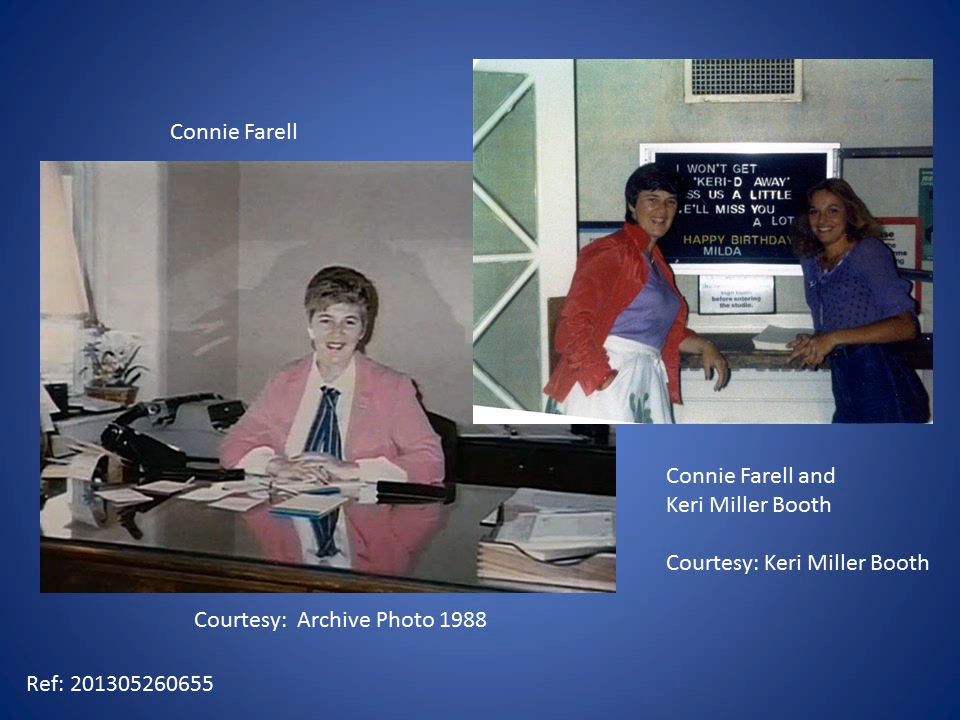 Connie Farell
I WON'T GET
'KERI-D AWAY'
SS US A LITTLE
E'LL MISS YOU
A LOT
HAPPY BIRTHDAY
MILDA
before entering
the studio.
Connie Farell and
Keri Miller Booth
Courtesy: Keri Miller Booth
Courtesy: Archive Photo 1988
Ref: 201305260655